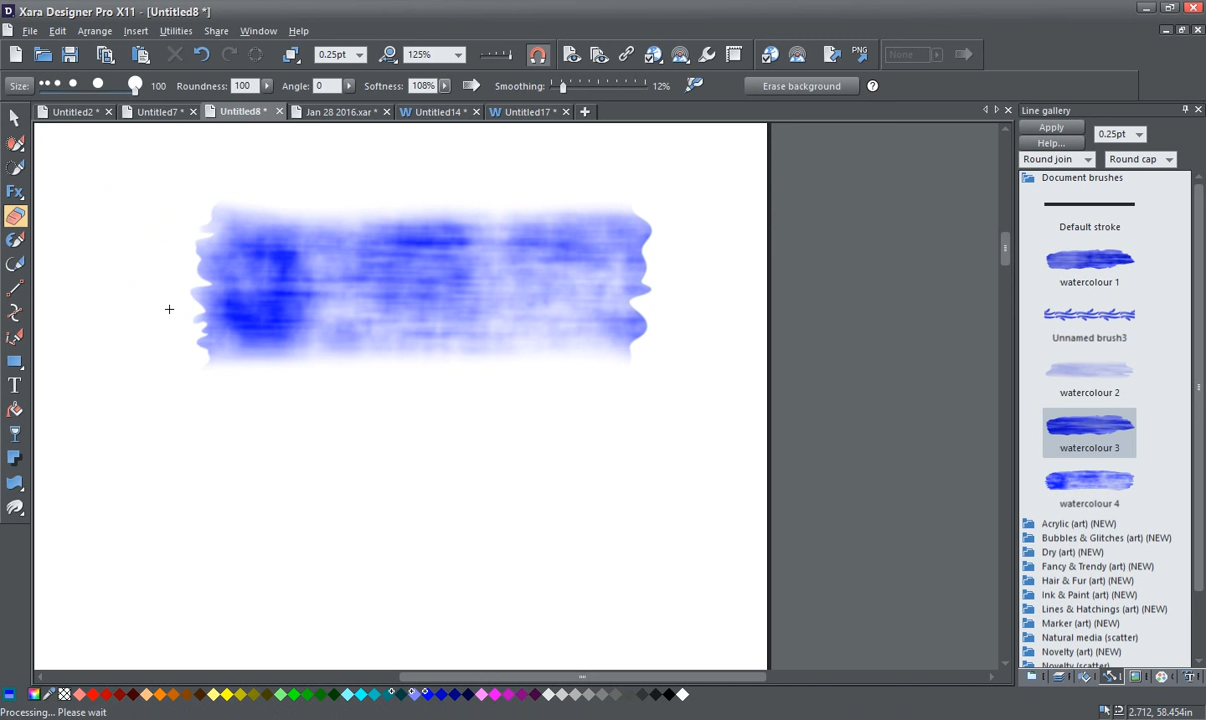 Xara Designer Pro X11 - [Untitled8 *]
File Edit Arrange Insert Utilities Share Window Help
0.25pt 125% PNG None
Size: 100 Roundness: 100 Angle: 0 Softness: 108% Smoothing: 12% Erase background
Untitled2 * Untitled7 * Untitled8 * Jan 28 2016.xar * Untitled14 * Untitled17 *
Line gallery
Apply
0.25pt
Help...
Round join Round cap
Document brushes
Default stroke
watercolour 1
Unnamed brush3
watercolour 2
watercolour 3
watercolour 4
Acrylic (art) (NEW)
Bubbles & Glitches (art) (NEW)
Dry (art) (NEW)
Fancy & Trendy (art) (NEW)
Hair & Fur (art) (NEW)
Ink & Paint (art) (NEW)
Lines & Hatchings (art) (NEW)
Marker (art) (NEW)
Natural media (scatter)
Novelty (art) (NEW)
Novelty (scatter)
Processing... Please wait
2.712, 58.454in